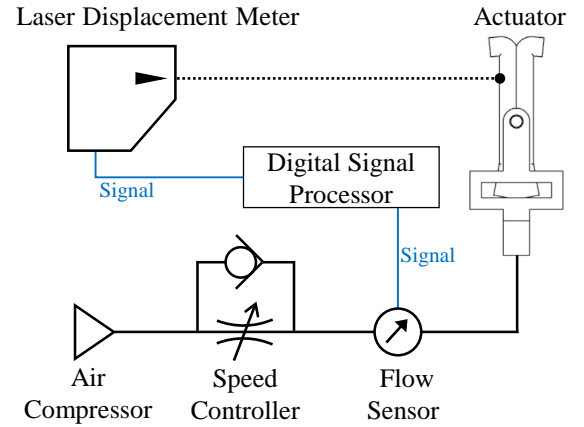 Laser Displacement Meter
Actuator
Signal
Digital Signal
Processor
Signal
Air
Compressor
Speed
Controller
Flow
Sensor